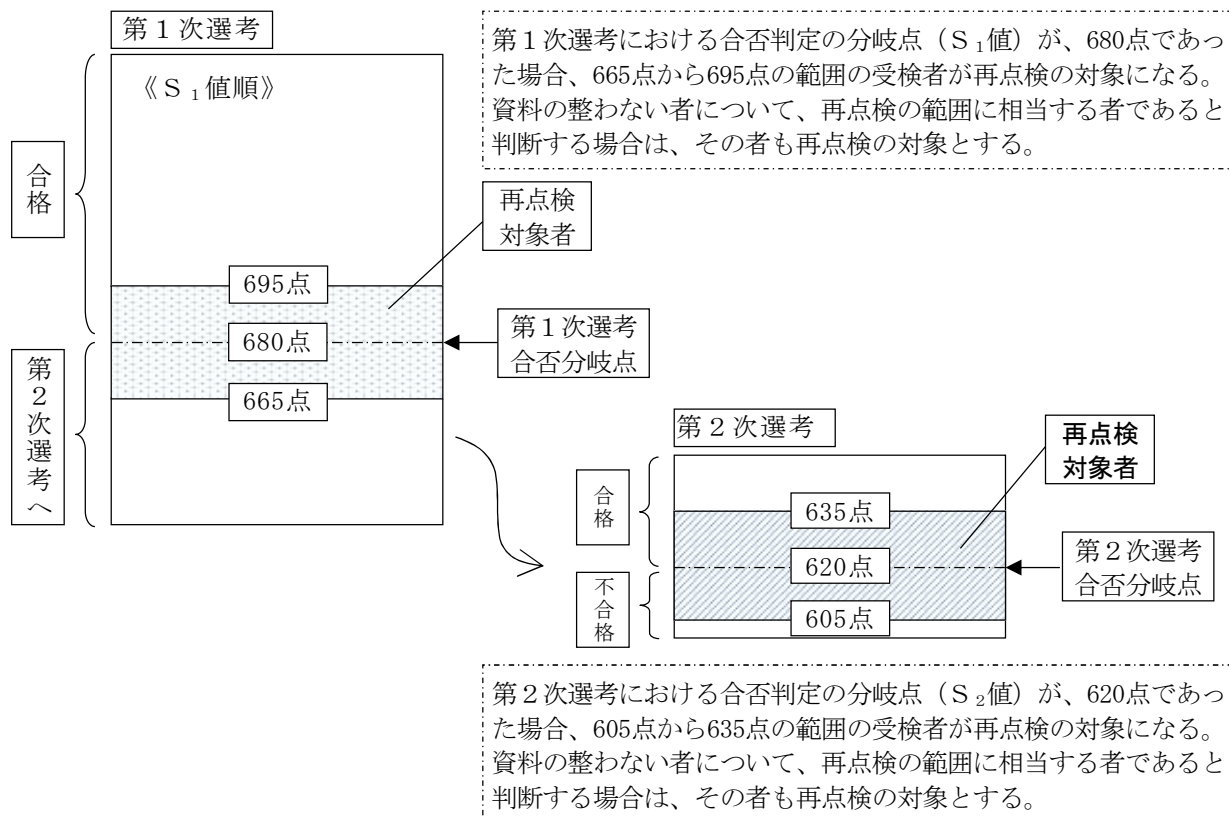 第1次選考
《Ｓ₁値順》
合格
第2次選考へ
695点
680点
665点
再点検
対象者
第1次選考
合否分岐点
第1次選考における合否判定の分岐点（Ｓ₁値）が、680点であっ
た場合、665点から695点の範囲の受検者が再点検の対象になる。
資料の整わない者について、再点検の範囲に相当する者であると
判断する場合は、その者も再点検の対象とする。
第2次選考
合格
不合格
635点
620点
605点
再点検
対象者
第2次選考
合否分岐点
第2次選考における合否判定の分岐点（Ｓ₂値）が、620点であっ
た場合、605点から635点の範囲の受検者が再点検の対象になる。
資料の整わない者について、再点検の範囲に相当する者であると
判断する場合は、その者も再点検の対象とする。